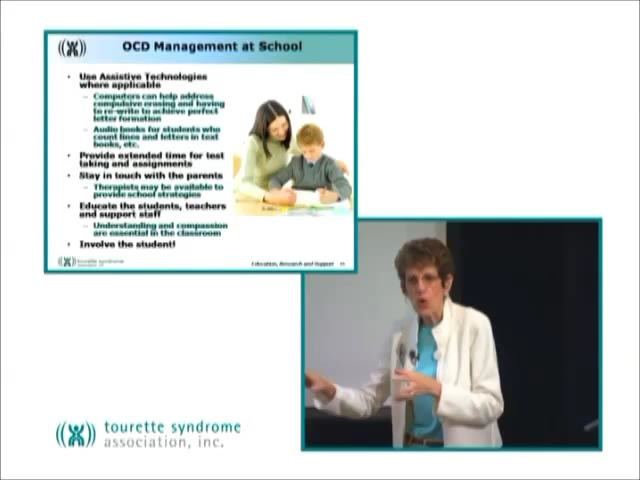 OCD Management at School
• Use Assistive Technologies
where applicable
– Computers can help address
compulsive erasing and having
to re-write to achieve perfect
letter formation
– Audio books for students who
count lines and letters in text
books, etc.
• Provide extended time for test
taking and assignments
• Stay in touch with the parents
– Therapists may be available to
provide school strategies
• Educate the students, teachers
and support staff
– Understanding and compassion
are essential in the classroom
• Involve the student!
tourette syndrome
Education, Research and Support
tourette syndrome
association, inc.